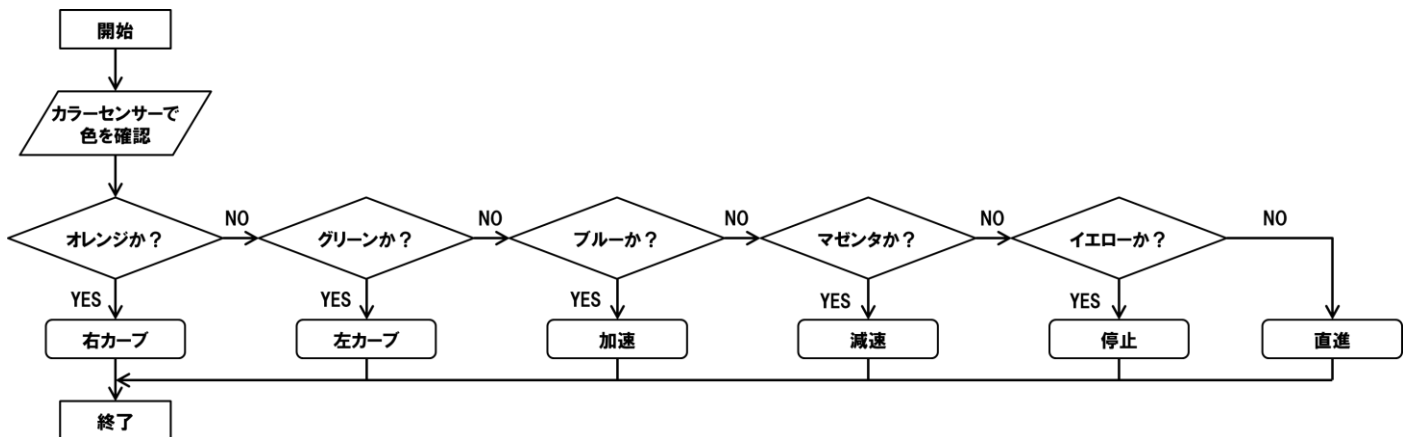 開始
カラーセンサーで
色を確認
オレンジか？
NO
グリーンか？
NO
ブルーか？
NO
マゼンタか？
NO
イエローか？
NO
YES
YES
YES
YES
YES
右カーブ
左カーブ
加速
減速
停止
直進
終了